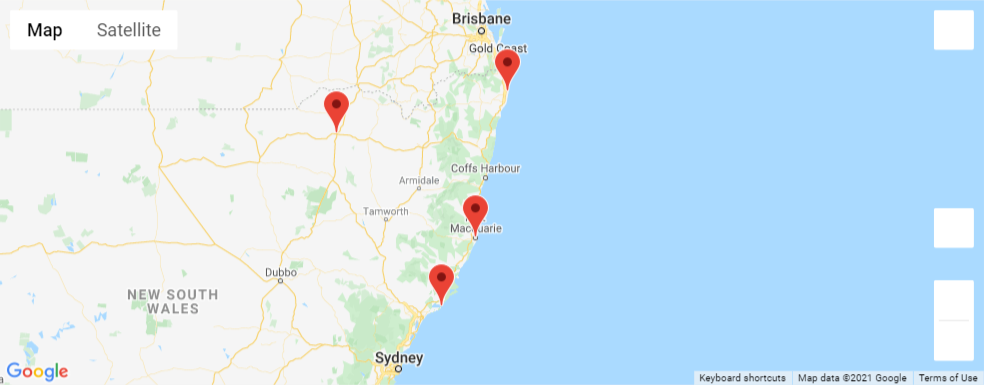 Map
Satellite
Brisbane
Gold Coast
Coffs Harbour
Armidale
Tamworth
Macquarie
Dubbo
NEW SOUTH
WALES
Sydney
Google
Keyboard shortcuts
Map data ©2021 Google
Terms of Use